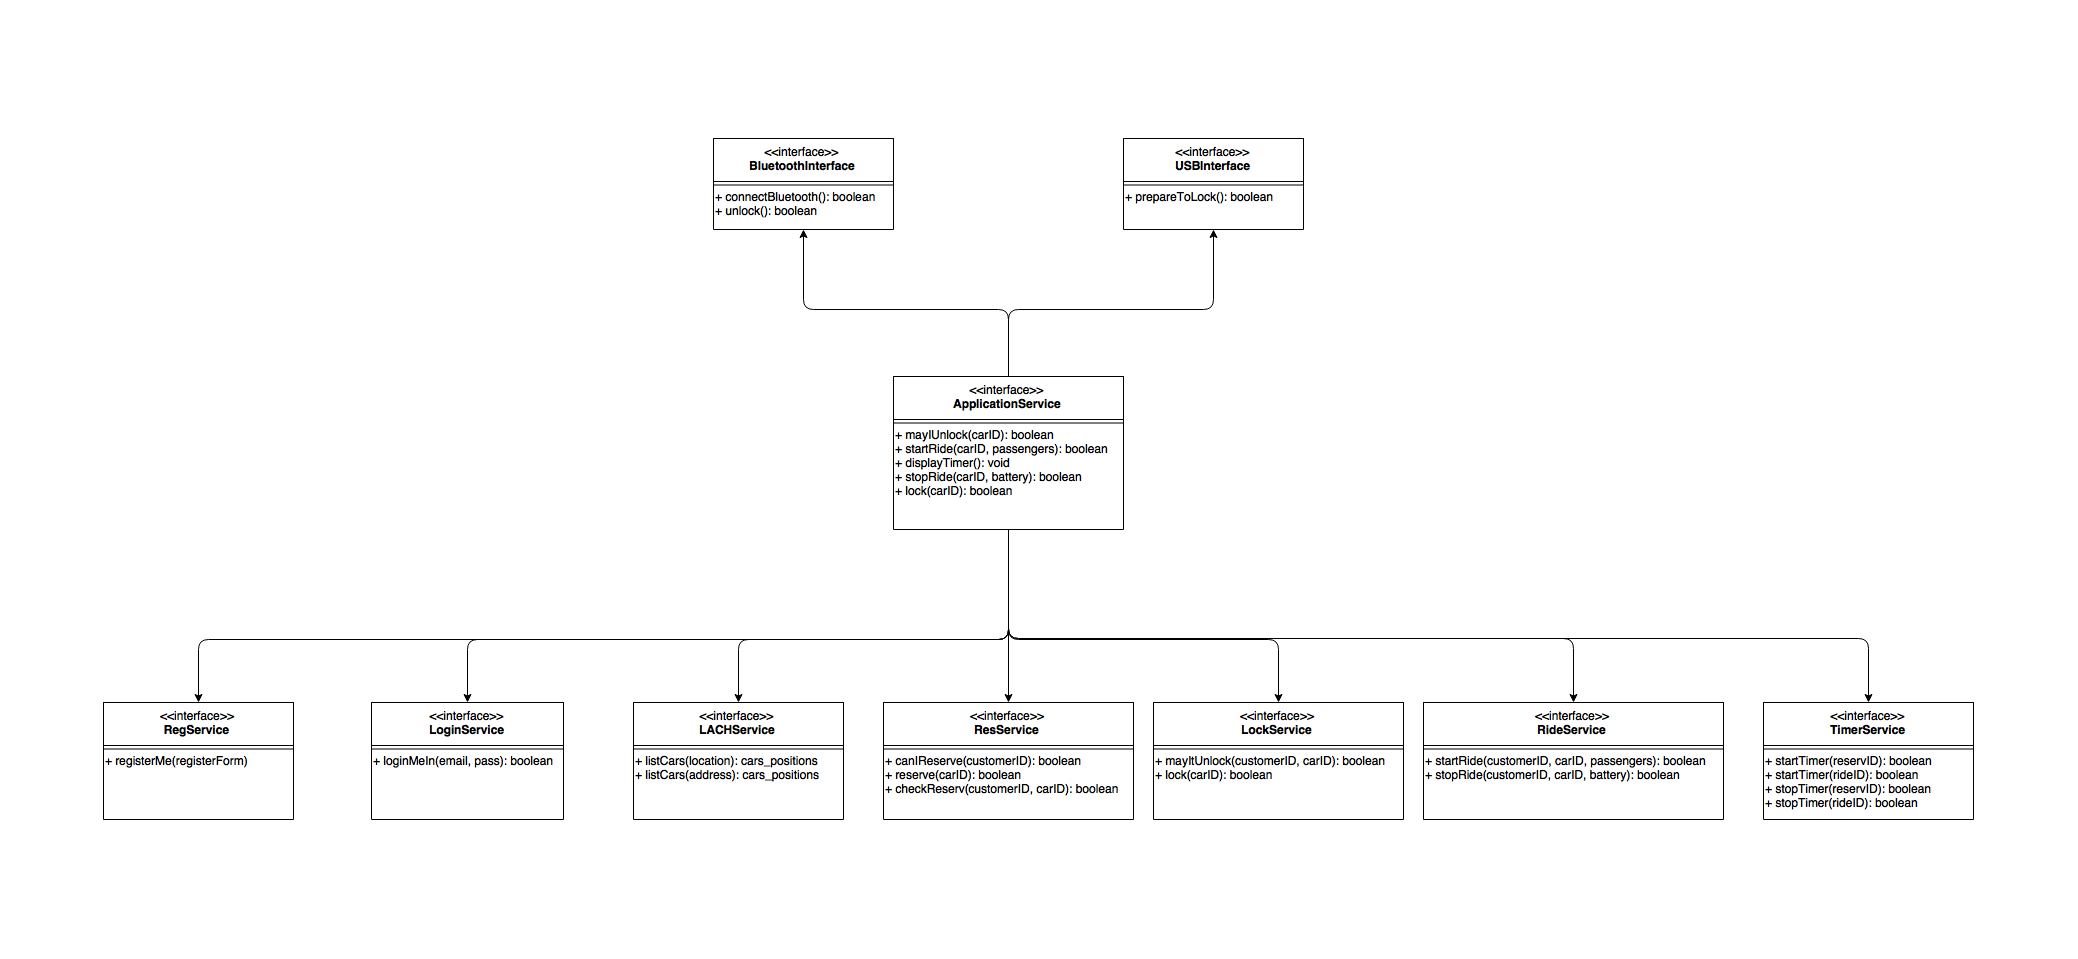 <<interface>>
BluetoothInterface
+ connectBluetooth(): boolean
+ unlock(): boolean
<<interface>>
USBInterface
+ prepareToLock(): boolean
<<interface>>
ApplicationService
+ mayIUnlock(carID): boolean
+ startRide(carID, passengers): boolean
+ displayTimer(): void
+ stopRide(carID, battery): boolean
+ lock(carID): boolean
<<interface>>
RegService
+ registerMe(registerForm)
<<interface>>
LoginService
+ loginMeIn(email, pass): boolean
<<interface>>
LACHService
+ listCars(location): cars_positions
+ listCars(address): cars_positions
<<interface>>
ResService
+ canIReserve(customerID): boolean
+ reserve(carID): boolean
+ checkReserv(customerID, carID): boolean
<<interface>>
LockService
+ mayItUnlock(customerID, carID): boolean
+ lock(carID): boolean
<<interface>>
RideService
+ startRide(customerID, carID, passengers): boolean
+ stopRide(customerID, carID, battery): boolean
<<interface>>
TimerService
+ startTimer(reservID): boolean
+ startTimer(rideID): boolean
+ stopTimer(reservID): boolean
+ stopTimer(rideID): boolean